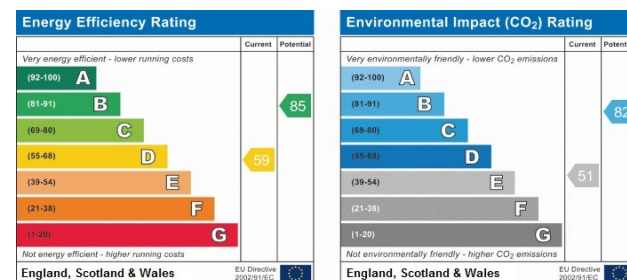 Energy Efficiency Rating
Current Potential
Very energy efficient - lower running costs
(92-100) A
(81-91) B
85
(69-80) C
(55-68) D
59
(39-54) E
(21-38) F
(1-20) G
Not energy efficient - higher running costs
England, Scotland & Wales
EU Directive
2002/91/EC
Environmental Impact (CO₂) Rating
Current Potent
Very environmentally friendly - lower CO₂ emissions
(92-100) A
(81-91) B
82
(69-80) C
(55-68) D
(39-54) E
51
(21-38) F
(1-20) G
Not environmentally friendly - higher CO₂ emissions
England, Scotland & Wales
EU Directive
2002/91/EC